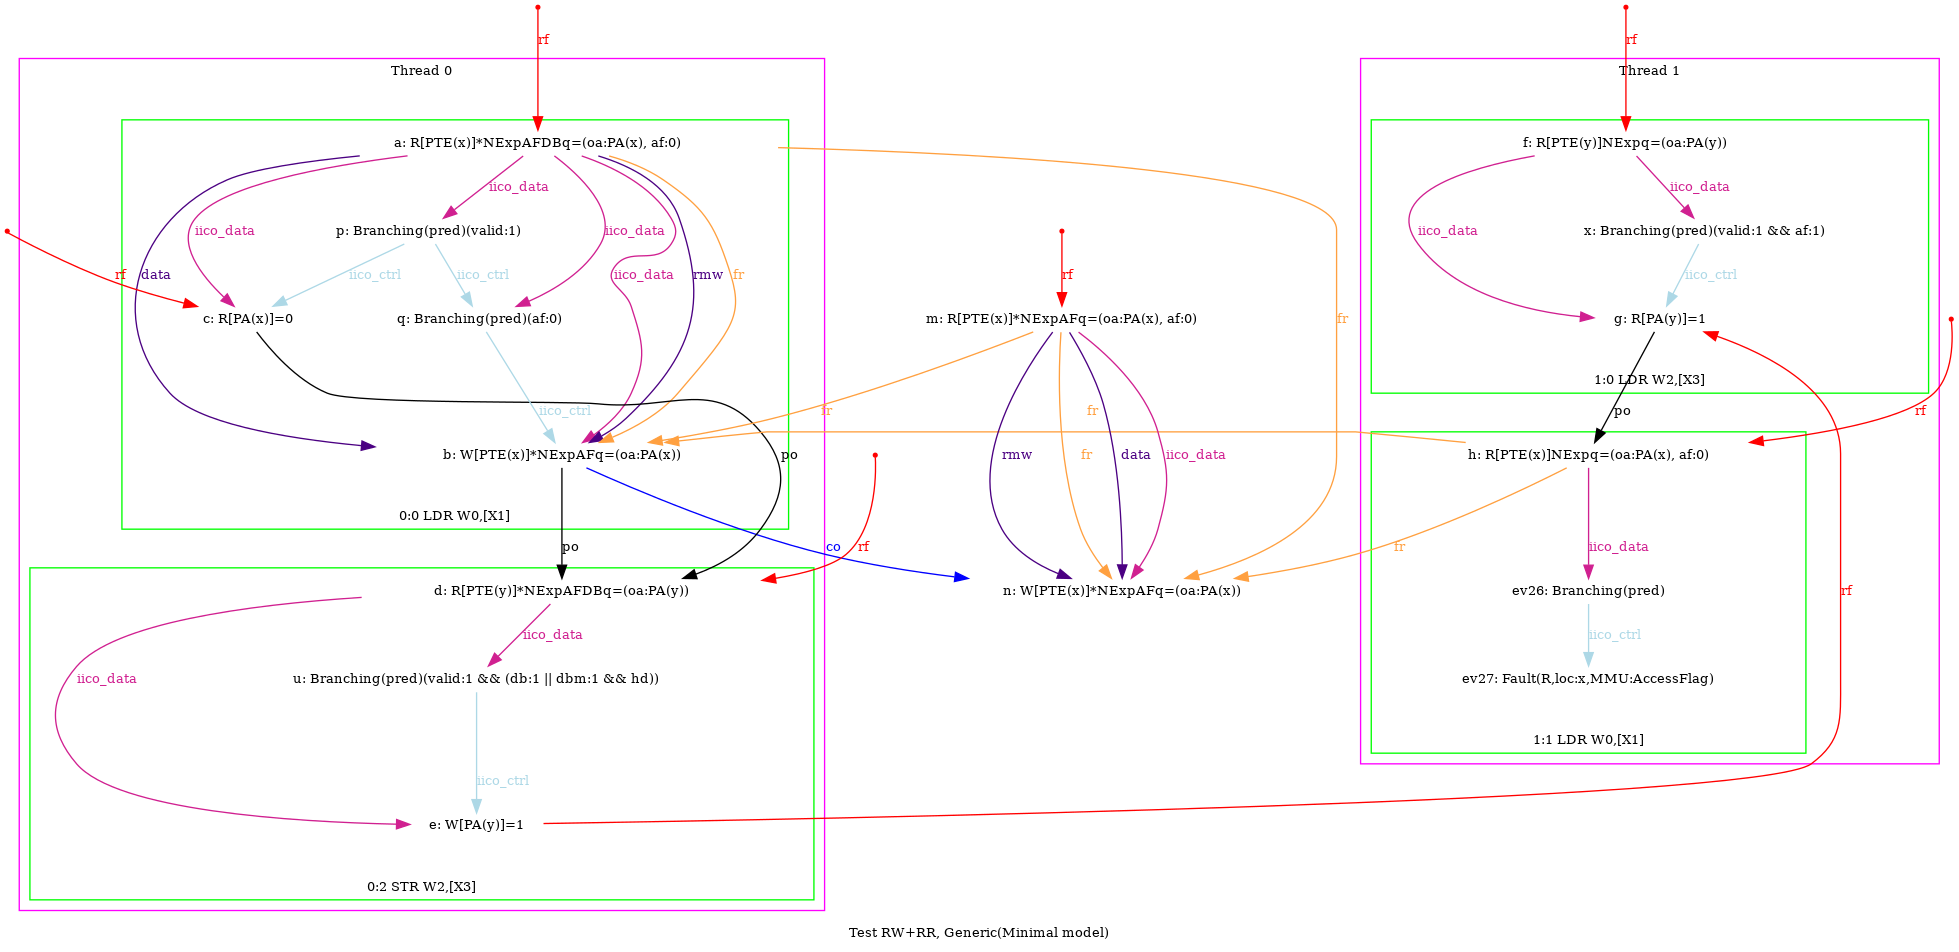 rf
rf
Thread 0
Thread 1
a: R[PTE(x)]*NExpAFDBq=(oa:PA(x), af:0)
f: R[PTE(y)]NExpq=(oa:PA(y))
iico_data
iico_data
iico_data
p: Branching(pred)(valid:1)
iico_data
iico_data
x: Branching(pred)(valid:1 && af:1)
rf
data
iico_ctrl
iico_ctrl
iico_data
rmw
fr
rf
iico_ctrl
c: R[PA(x)]=0
q: Branching(pred)(af:0)
m: R[PTE(x)]*NExpAFq=(oa:PA(x), af:0)
fr
g: R[PA(y)]=1
1:0 LDR W2,[X3]
iico_ctrl
fr
fr
po
rf
b: W[PTE(x)]*NExpAFq=(oa:PA(x))
po
rmw
fr
data
iico_data
h: R[PTE(x)]NExpq=(oa:PA(x), af:0)
0:0 LDR W0,[X1]
po
co
rf
fr
iico_data
d: R[PTE(y)]*NExpAFDBq=(oa:PA(y))
n: W[PTE(x)]*NExpAFq=(oa:PA(x))
ev26: Branching(pred)
rf
iico_data
iico_ctrl
iico_data
u: Branching(pred)(valid:1 && (db:1 || dbm:1 && hd))
ev27: Fault(R,loc:x,MMU:AccessFlag)
1:1 LDR W0,[X1]
iico_ctrl
e: W[PA(y)]=1
0:2 STR W2,[X3]
Test RW+RR, Generic(Minimal model)